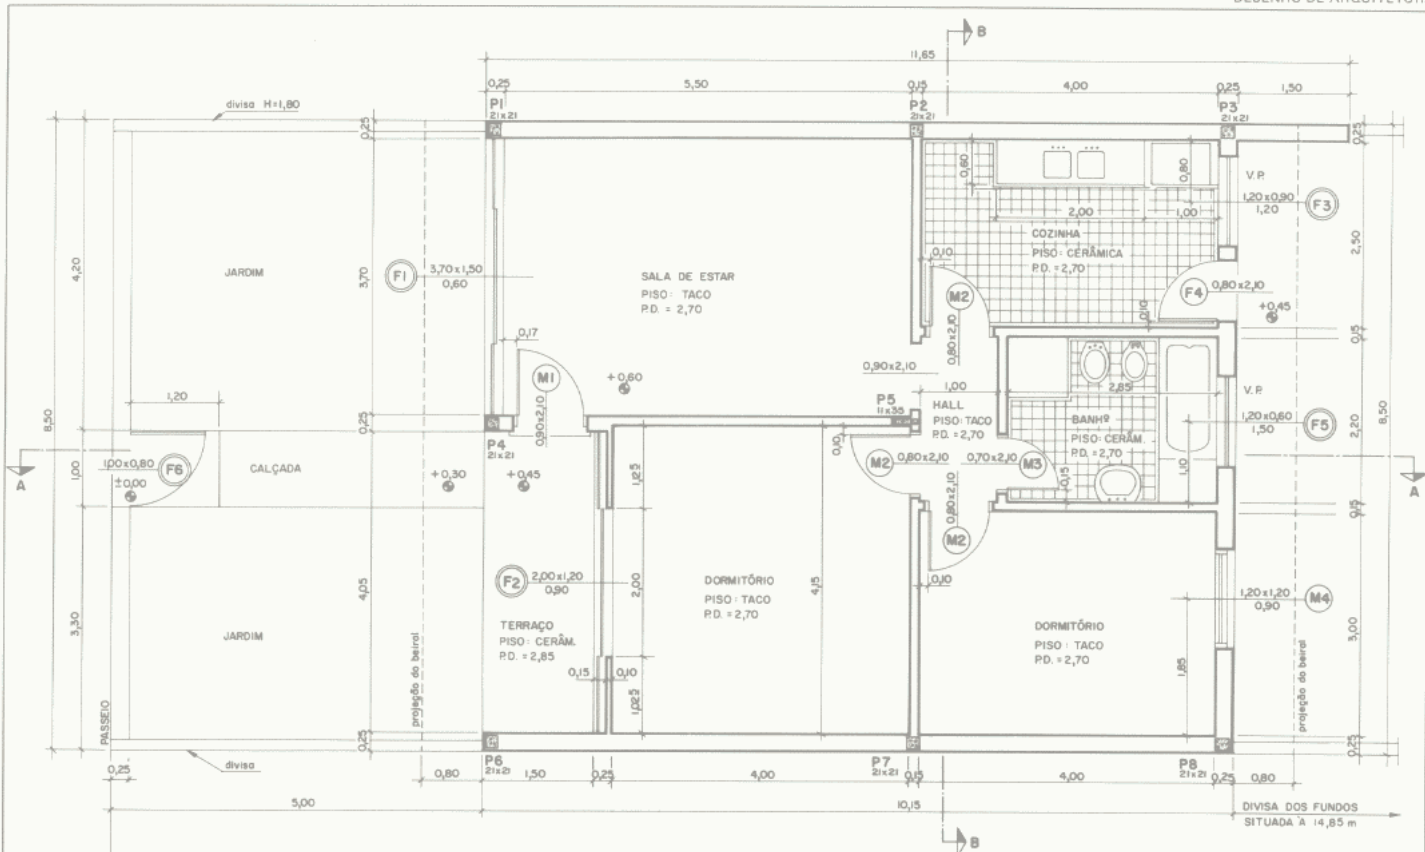 B
11,65
0,25
5,50
0,15
4,00
0,25
1,50
P1
21x21
P2
21x21
P3
21x21
divisa H=1,80
0,25
0,25
0,60
0,80
V.P.
1,20x0,90
1,20
F3
2,00
1,00
COZINHA
PISO: CERÂMICA
P.D. = 2,70
0,10
2,50
4,20
JARDIM
F1
3,70x1,50
0,60
3,70
SALA DE ESTAR
PISO: TACO
P.D. = 2,70
M2
F4
0,80x2,10
+0,45
0,10
0,15
0,17
0,80x2,10
0,90x2,10
M1
+0,60
1,20
1,00
2,85
V.P.
8,50
8,50
0,25
P4
21x21
0,90x2,10
P5
11x35
HALL
PISO: TACO
P.D. = 2,70
BANHº
PISO: CERÂM.
P.D. = 2,70
1,20x0,60
1,50
F5
2,20
0,10
A
1,00
1,00x0,80
F6
±0,00
CALÇADA
+0,30
+0,45
1,125
M2
0,80x2,10
0,70x2,10
M3
0,15
1,10
A
0,80x2,10
M2
0,15
0,10
F2
2,00x1,20
0,90
2,00
DORMITÓRIO
PISO: TACO
P.D. = 2,70
4,15
1,20x1,20
0,90
M4
4,05
3,30
JARDIM
TERRAÇO
PISO: CERÂM.
P.D. = 2,85
DORMITÓRIO
PISO: TACO
P.D. = 2,70
3,00
1,85
0,15
0,10
1,025
projeção do beiral
projeção do beiral
PASSEIO
0,25
0,25
divisa
0,25
0,80
P6
21x21
1,50
0,25
4,00
P7
21x21
0,15
4,00
P8
21x21
0,25
0,80
5,00
10,15
DIVISA DOS FUNDOS
SITUADA A 14,85 m
B